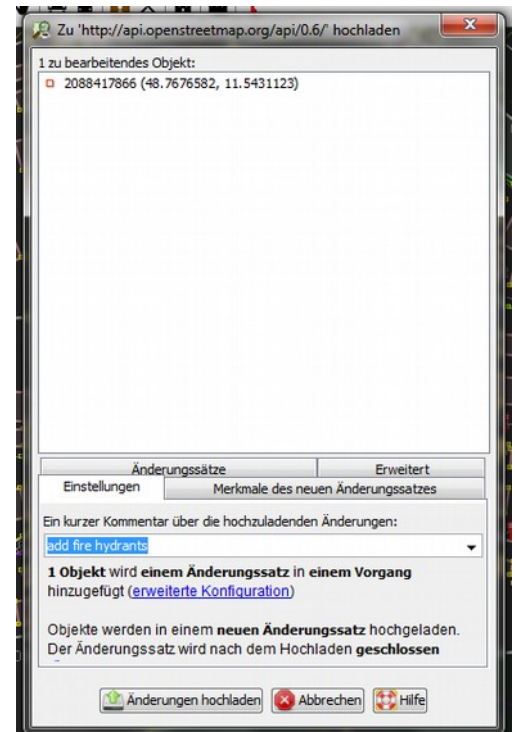 Zu 'http://api.openstreetmap.org/api/0.6/' hochladen
1 zu bearbeitendes Objekt:
2088417866 (48.7676582, 11.5431123)
Änderungssätze Erweitert
Einstellungen Merkmale des neuen Änderungssatzes
Ein kurzer Kommentar über die hochzuladenden Änderungen:
add fire hydrants
1 Objekt wird einem Änderungssatz in einem Vorgang
hinzugefügt (erweiterte Konfiguration)
Objekte werden in einem neuen Änderungssatz hochgeladen.
Der Änderungssatz wird nach dem Hochladen geschlossen
Änderungen hochladen Abbrechen Hilfe